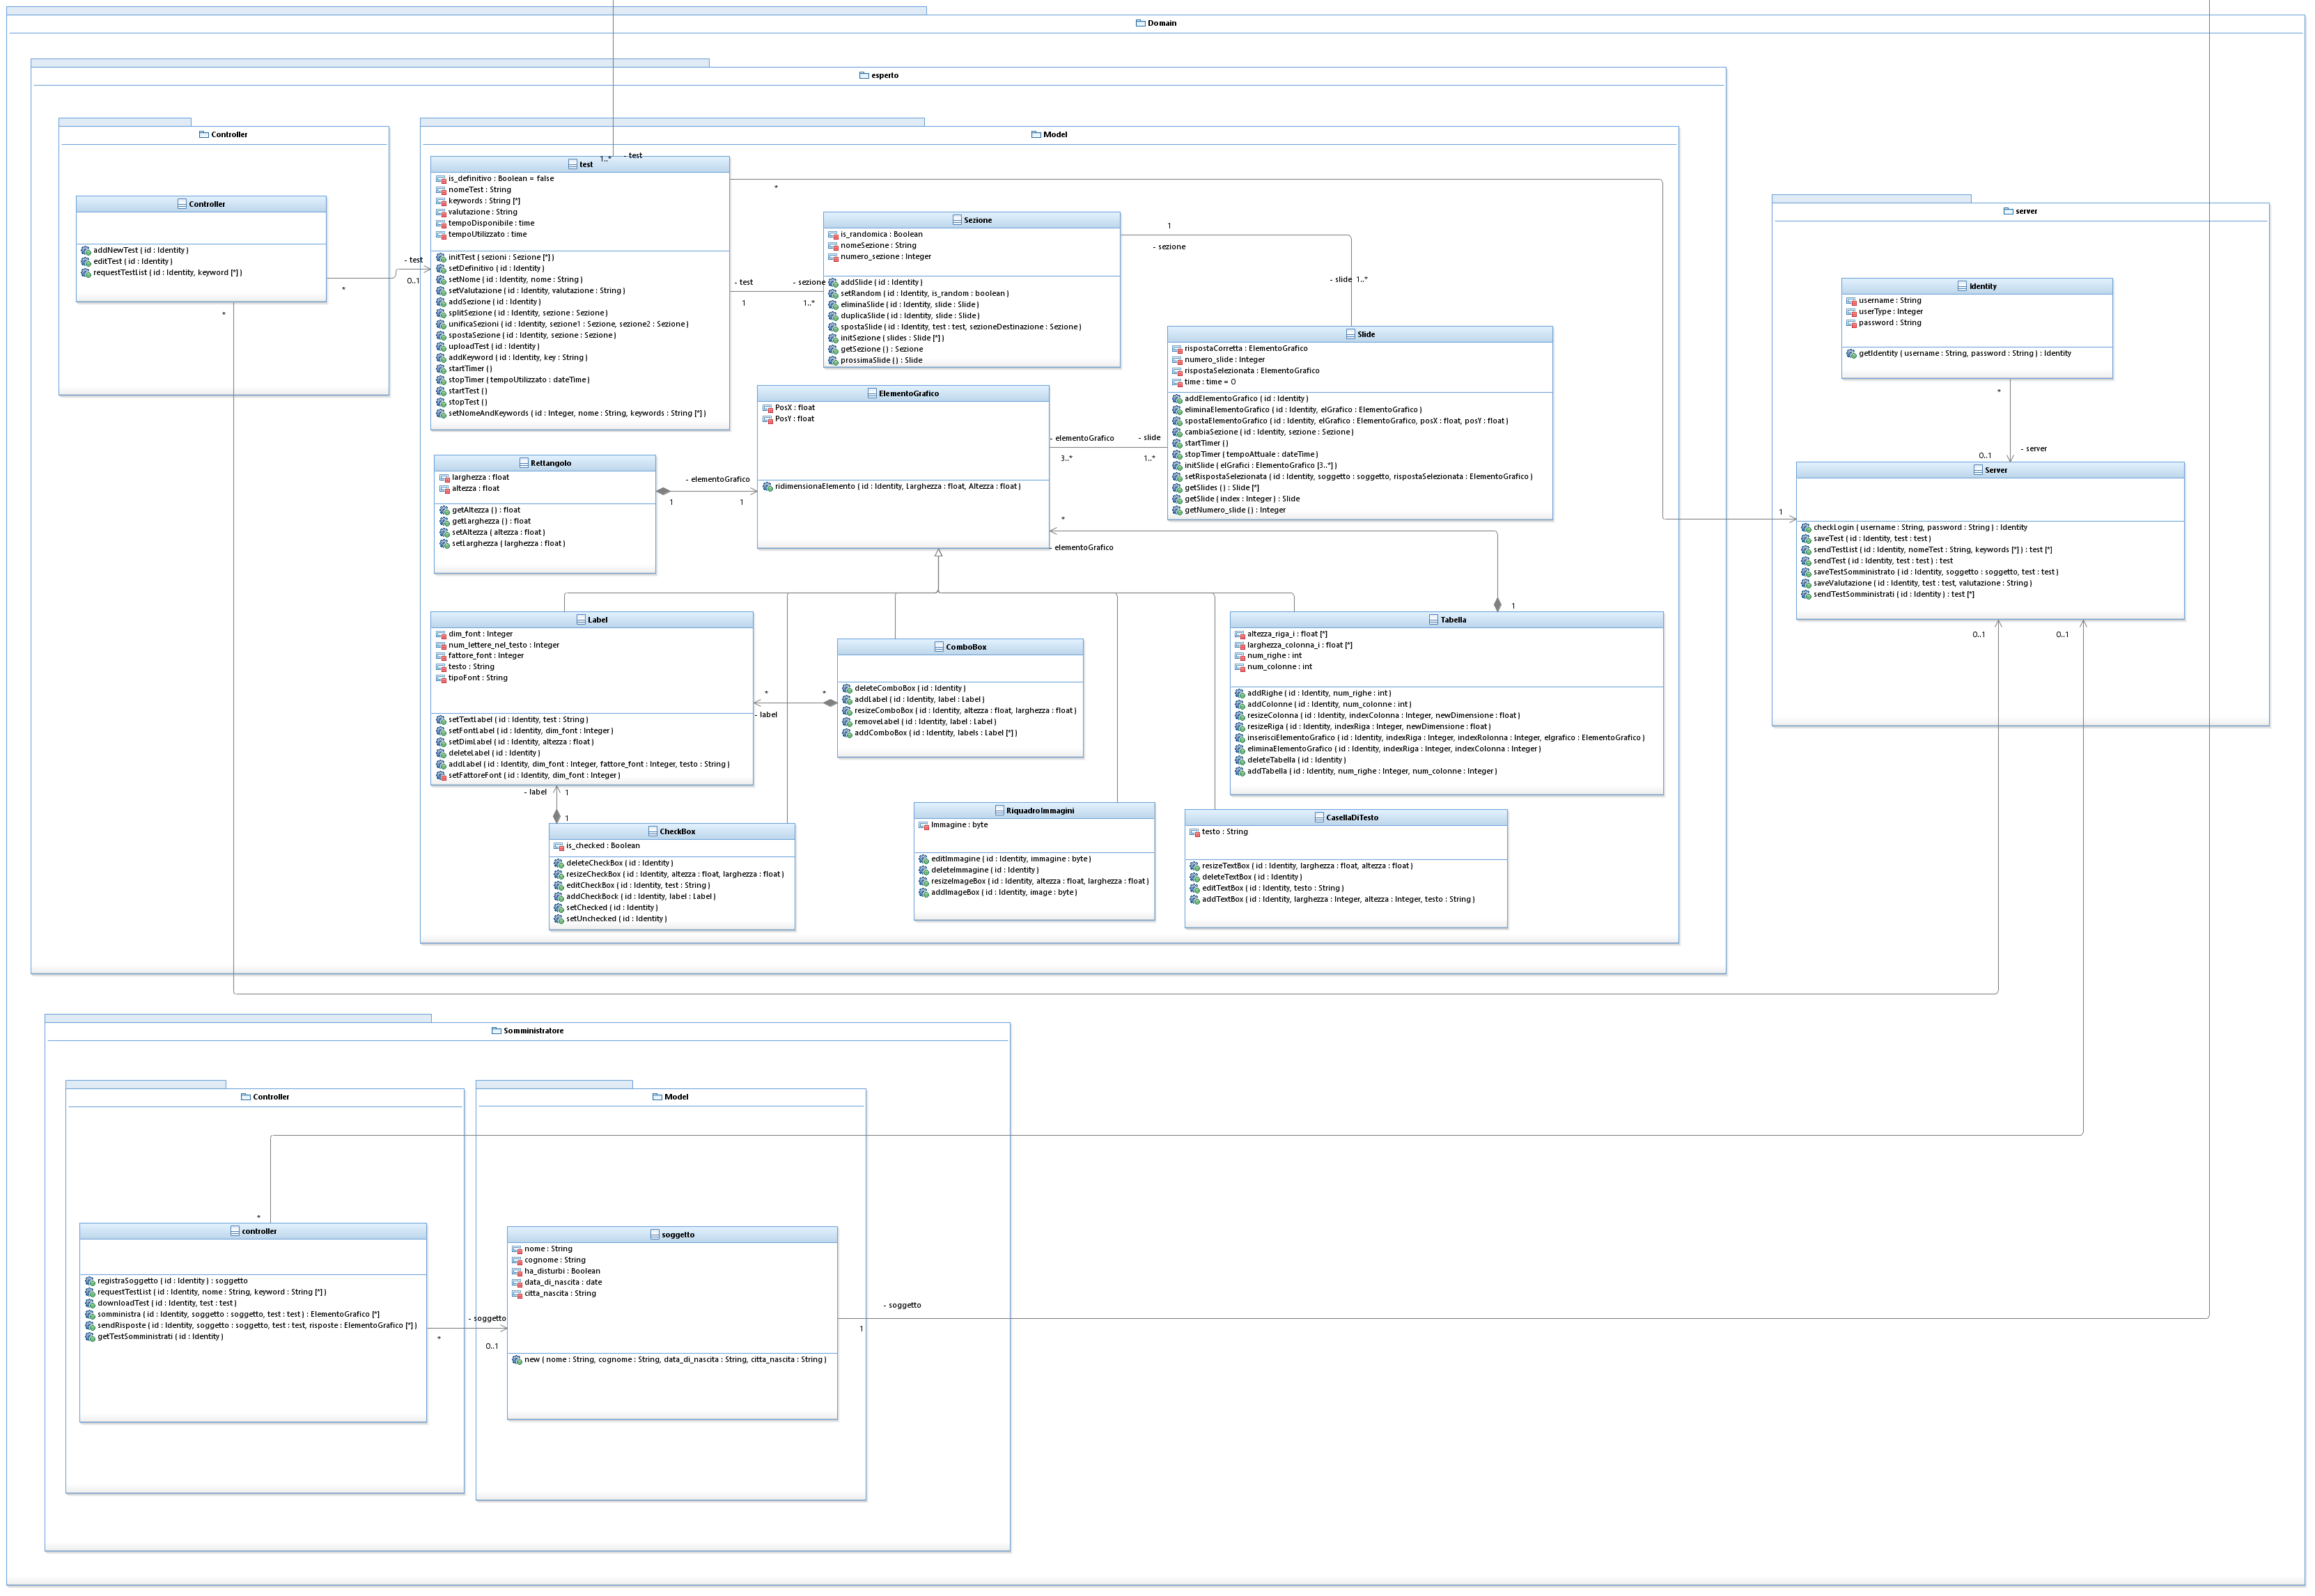 Domain
esperto
Controller
Controller
addNewTest ( id : Identity )
editTest ( id : Identity )
requestTestList ( id : Identity, keyword [*] )
*
*
- test
0..1
Model
1..*
- test
test
is_definitivo : Boolean = false
nomeTest : String
keywords : String [*]
valutazione : String
tempoDisponibile : time
tempoUtilizzato : time
initTest ( sezioni : Sezione [*] )
setDefinitivo ( id : Identity )
setNome ( id : Identity, nome : String )
setValutazione ( id : Identity, valutazione : String )
addSezione ( id : Identity )
splitSezione ( id : Identity, sezione : Sezione )
unificaSezioni ( id : Identity, sezione1 : Sezione, sezione2 : Sezione )
spostaSezione ( id : Identity, sezione : Sezione )
uploadTest ( id : Identity )
addKeyword ( id : Identity, key : String )
startTimer ( )
stopTimer ( tempoUtilizzato : dateTime )
startTest ( )
stopTest ( )
setNomeAndKeywords ( id : Integer, nome : String, keywords : String [*] )
*
- test
1
- sezione
1..*
Sezione
is_randomica : Boolean
nomeSezione : String
numero_sezione : Integer
addSlide ( id : Identity )
setRandom ( id : Identity, is_random : boolean )
eliminaSlide ( id : Identity, slide : Slide )
duplicaSlide ( id : Identity, slide : Slide )
spostaSlide ( id : Identity, test : test, sezioneDestinazione : Sezione )
initSezione ( slides : Slide [*] )
getSezione ( ) : Sezione
prossimaSlide ( ) : Slide
1
- sezione
- slide 1..*
Slide
rispostaCorretta : ElementoGrafico
numero_slide : Integer
rispostaSelezionata : ElementoGrafico
time : time = 0
addElementoGrafico ( id : Identity )
eliminaElementoGrafico ( id : Identity, elGrafico : ElementoGrafico )
spostaElementoGrafico ( id : Identity, elGrafico : ElementoGrafico, posX : float, posY : float )
cambiaSezione ( id : Identity, sezione : Sezione )
startTimer ( )
stopTimer ( tempoAttuale : dateTime )
initSlide ( elGrafici : ElementoGrafico [3..*] )
setRispostaSelezionata ( id : Identity, soggetto : soggetto, rispostaSelezionata : ElementoGrafico )
getSlides ( ) : Slide [*]
getSlide ( index : Integer ) : Slide
getNumero_slide ( ) : Integer
ElementoGrafico
PosX : float
PosY : float
ridimensionaElemento ( id : Identity, Larghezza : float, Altezza : float )
- elementoGrafico
3..*
- slide
1..*
*
- elementoGrafico
Rettangolo
larghezza : float
altezza : float
getAltezza ( ) : float
getLarghezza ( ) : float
setAltezza ( altezza : float )
setLarghezza ( larghezza : float )
- elementoGrafico
1
1
Label
dim_font : Integer
num_lettere_nel_testo : Integer
fattore_font : Integer
testo : String
tipoFont : String
setTextLabel ( id : Identity, test : String )
setFontLabel ( id : Identity, dim_font : Integer )
setDimLabel ( id : Identity, altezza : float )
deleteLabel ( id : Identity )
addLabel ( id : Identity, dim_font : Integer, fattore_font : Integer, testo : String )
setFattoreFont ( id : Identity, dim_font : Integer )
*
*
- label
ComboBox
deleteComboBox ( id : Identity )
addLabel ( id : Identity, label : Label )
resizeComboBox ( id : Identity, altezza : float, larghezza : float )
removeLabel ( id : Identity, label : Label )
addComboBox ( id : Identity, labels : Label [*] )
1
Tabella
altezza_riga_i : float [*]
larghezza_colonna_i : float [*]
num_righe : int
num_colonne : int
addRighe ( id : Identity, num_righe : int )
addColonne ( id : Identity, num_colonne : int )
resizeColonna ( id : Identity, indexColonna : Integer, newDimensione : float )
resizeRiga ( id : Identity, indexRiga : Integer, newDimensione : float )
inserisciElementoGrafico ( id : Identity, indexRiga : Integer, indexRolonna : Integer, elgrafico : ElementoGrafico )
eliminaElementoGrafico ( id : Identity, indexRiga : Integer, indexColonna : Integer )
deleteTabella ( id : Identity )
addTabella ( id : Identity, num_righe : Integer, num_colonne : Integer )
- label
1
1
CheckBox
is_checked : Boolean
deleteCheckBox ( id : Identity )
resizeCheckBox ( id : Identity, altezza : float, larghezza : float )
editCheckBox ( id : Identity, test : String )
addCheckBock ( id : Identity, label : Label )
setChecked ( id : Identity )
setUnchecked ( id : Identity )
RiquadroImmagini
Immagine : byte
editImmagine ( id : Identity, immagine : byte )
deleteImmagine ( id : Identity )
resizeImageBox ( id : Identity, altezza : float, larghezza : float )
addImageBox ( id : Identity, image : byte )
CasellaDiTesto
testo : String
resizeTextBox ( id : Identity, larghezza : float, altezza : float )
deleteTextBox ( id : Identity )
editTextBox ( id : Identity, testo : String )
addTextBox ( id : Identity, larghezza : Integer, altezza : Integer, testo : String )
server
Identity
username : String
userType : Integer
password : String
getIdentity ( username : String, password : String ) : Identity
*
- server
0..1
1
Server
checkLogin ( username : String, password : String ) : Identity
saveTest ( id : Identity, test : test )
sendTestList ( id : Identity, nomeTest : String, keywords [*] ) : test [*]
sendTest ( id : Identity, test : test ) : test
saveTestSomministrato ( id : Identity, soggetto : soggetto, test : test )
saveValutazione ( id : Identity, test : test, valutazione : String )
sendTestSomministrati ( id : Identity ) : test [*]
0..1
0..1
Somministratore
Controller
*
controller
registraSoggetto ( id : Identity ) : soggetto
requestTestList ( id : Identity, nome : String, keyword : String [*] )
downloadTest ( id : Identity, test : test )
somministra ( id : Identity, soggetto : soggetto, test : test ) : ElementoGrafico [*]
sendRisposte ( id : Identity, soggetto : soggetto, test : test, risposte : ElementoGrafico [*] )
getTestSomministrati ( id : Identity )
*
- soggetto
0..1
Model
soggetto
nome : String
cognome : String
ha_disturbi : Boolean
data_di_nascita : date
citta_nascita : String
new ( nome : String, cognome : String, data_di_nascita : String, citta_nascita : String )
- soggetto
1